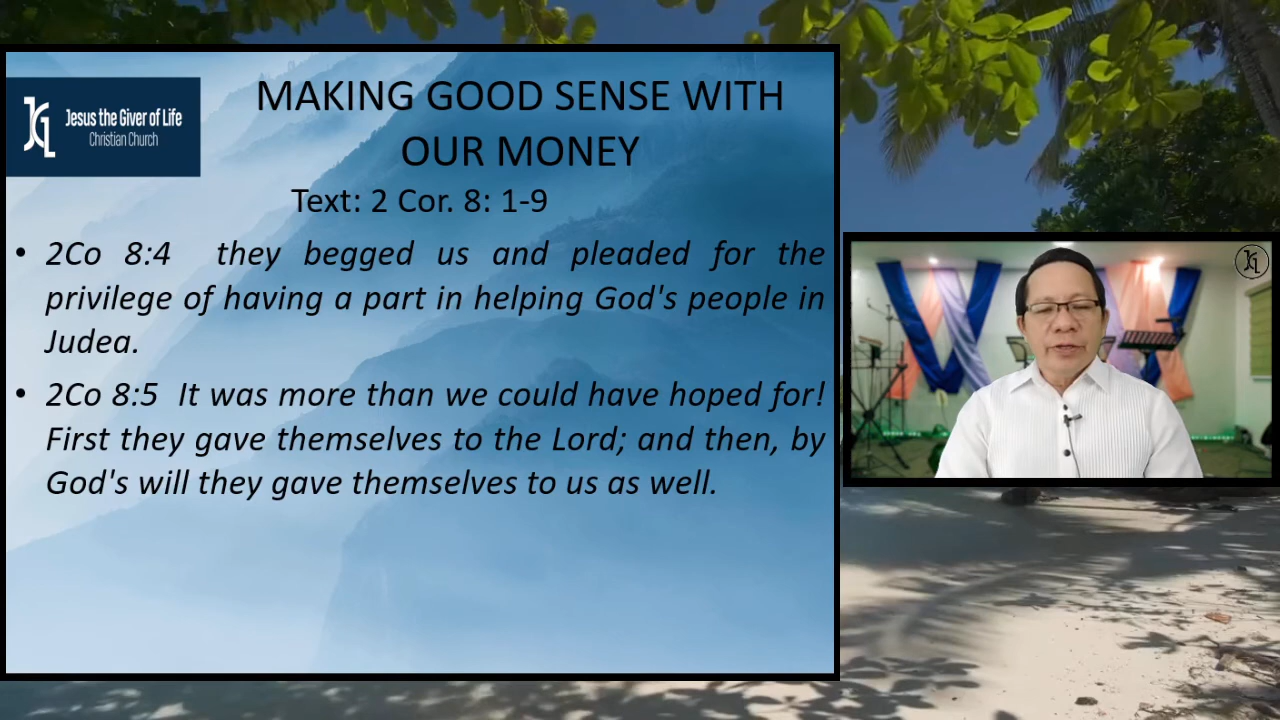 JGL
Jesus the Giver of Life
Christian Church
MAKING GOOD SENSE WITH
OUR MONEY
Text: 2 Cor. 8: 1-9
• 2Co 8:4 they begged us and pleaded for the
privilege of having a part in helping God's people in
Judea.
• 2Co 8:5 It was more than we could have hoped for!
First they gave themselves to the Lord; and then, by
God's will they gave themselves to us as well.
JGL